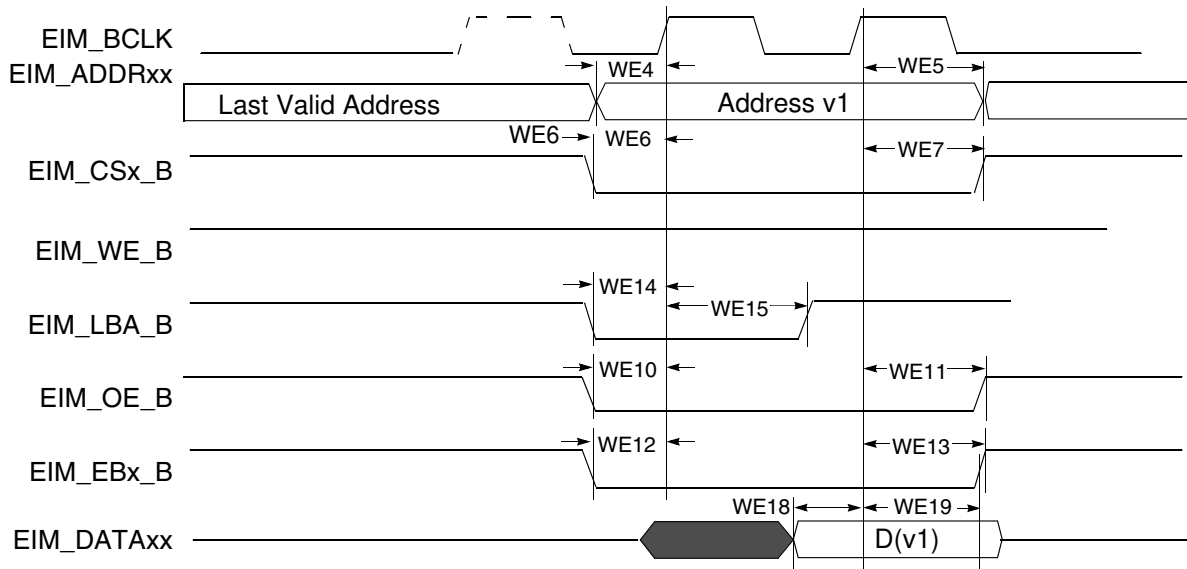 EIM_BCLK
EIM_ADDRxx
WE4
WE5
Last Valid Address
Address v1
WE6
WE6
WE7
EIM_CSx_B
EIM_WE_B
WE14
WE15
EIM_LBA_B
WE10
WE11
EIM_OE_B
WE12
WE13
EIM_EBx_B
WE18
WE19
EIM_DATAxx
D(v1)